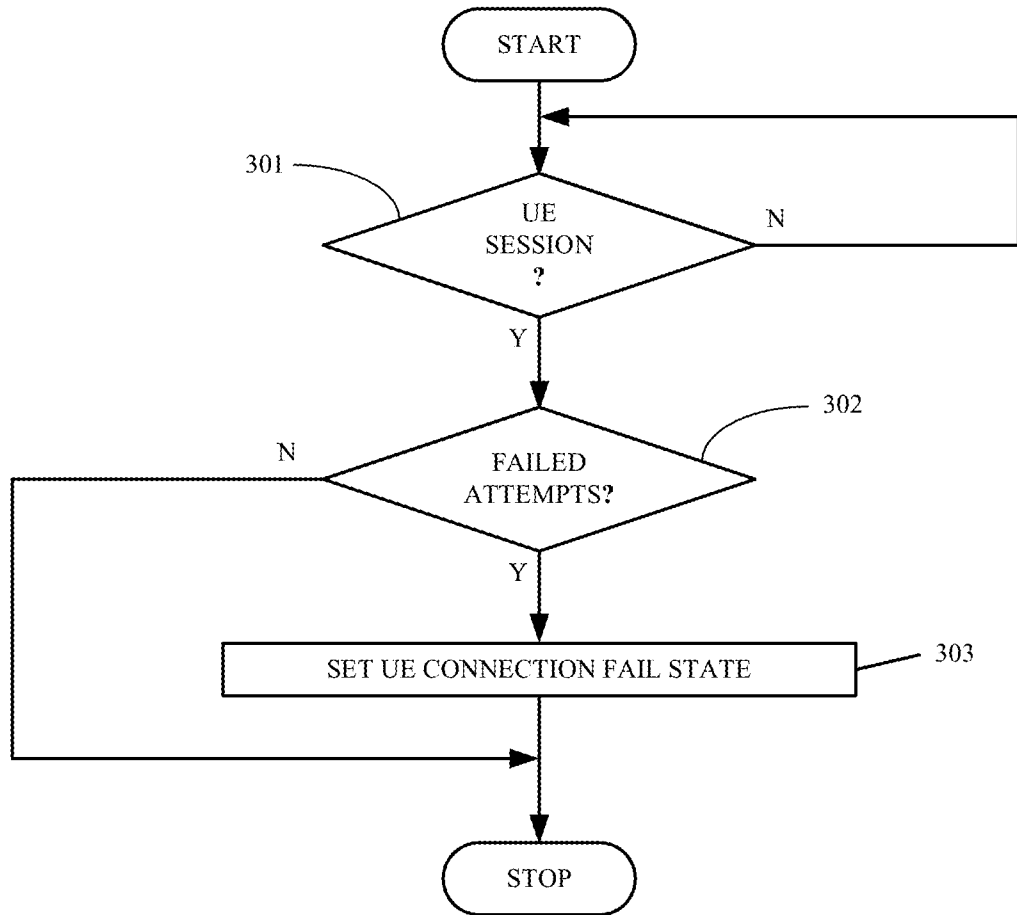 START
301
UE
SESSION
?
N
Y
302
N
FAILED
ATTEMPTS?
Y
SET UE CONNECTION FAIL STATE
303
STOP